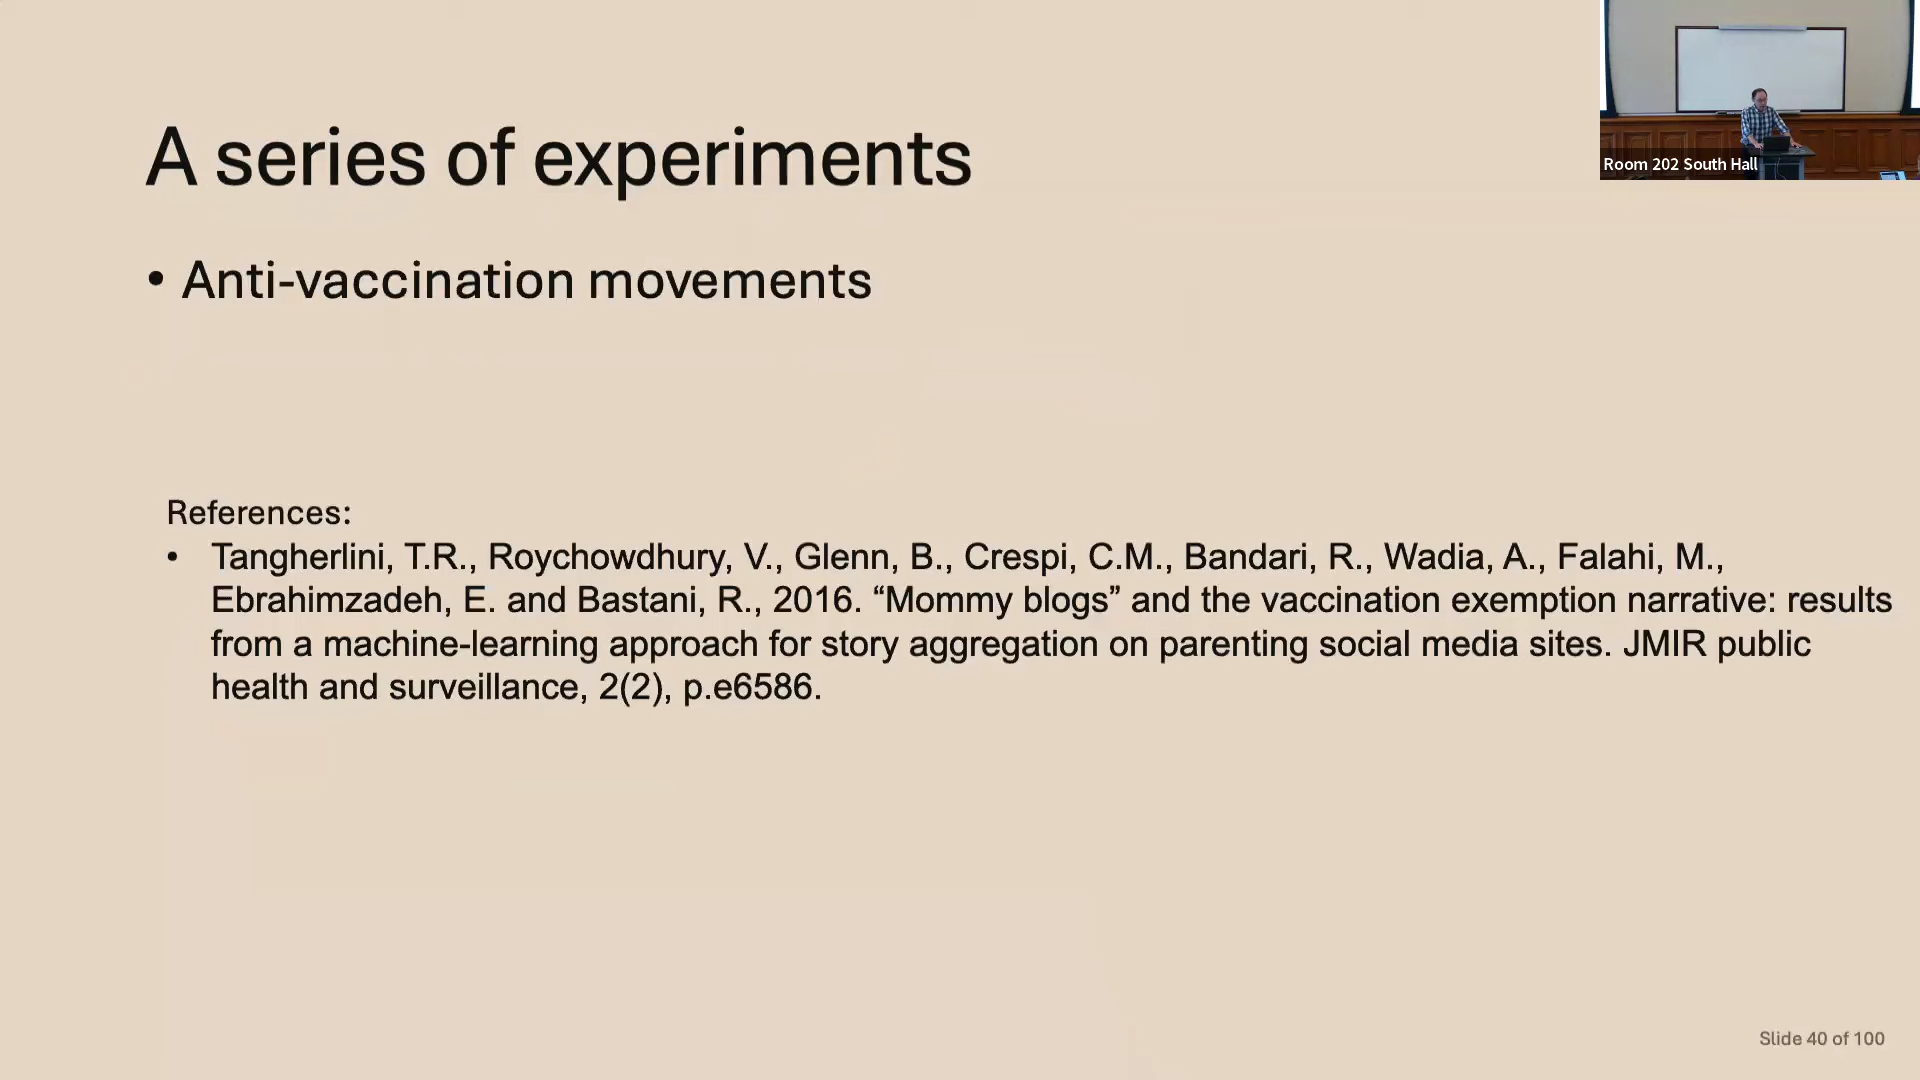 A series of experiments
Room 202 South Hall
• Anti-vaccination movements
References:
• Tangherlini, T.R., Roychowdhury, V., Glenn, B., Crespi, C.M., Bandari, R., Wadia, A., Falahi, M.,
Ebrahimzadeh, E. and Bastani, R., 2016. “Mommy blogs” and the vaccination exemption narrative: results
from a machine-learning approach for story aggregation on parenting social media sites. JMIR public
health and surveillance, 2(2), p.e6586.
Slide 40 of 100